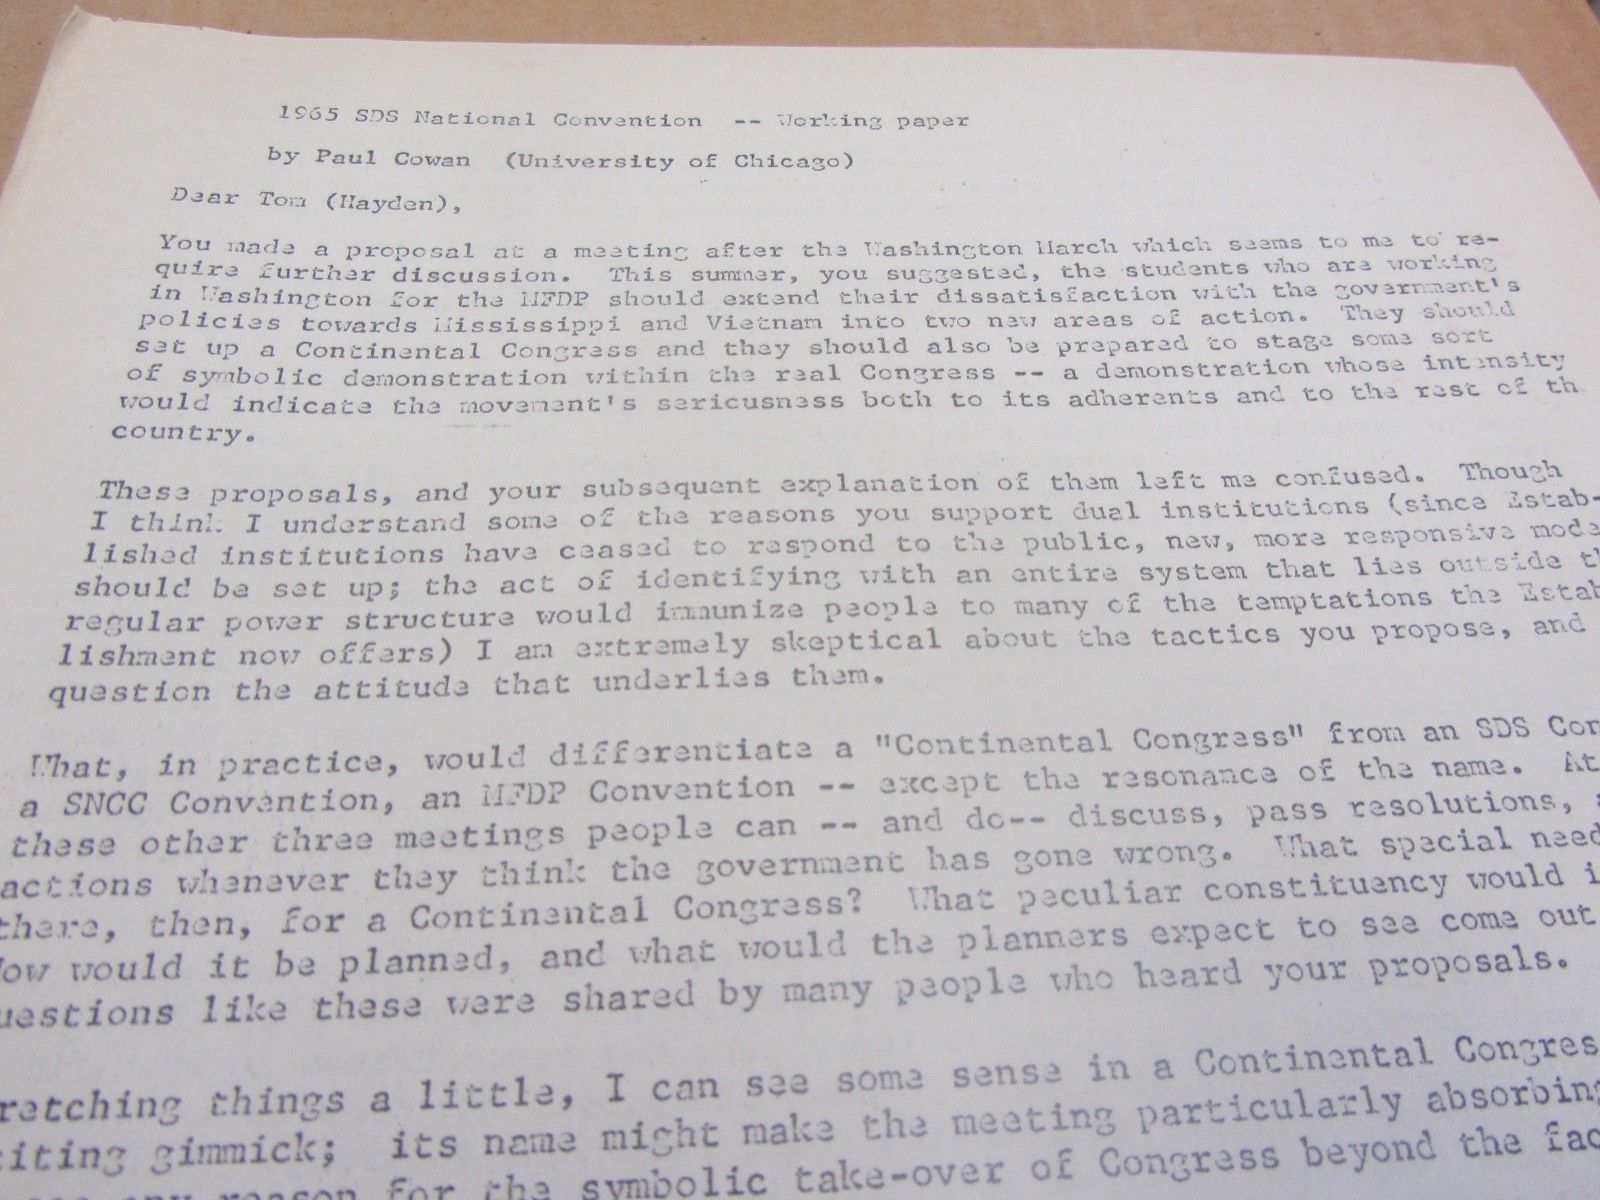 1965 SDS National Convention -- Working paper
by Paul Cowan (University of Chicago)
Dear Tom (Hayden),
You made a proposal at a meeting after the Washington March which seems to me to re-
quire further discussion. This summer, you suggested, the students who are working
in Washington for the MFDP should extend their dissatisfaction with the government's
policies towards Mississippi and Vietnam into two new areas of action. They should
set up a Continental Congress and they should also be prepared to stage some sort
of symbolic demonstration within the real Congress -- a demonstration whose intensity
would indicate the movement's sericusness both to its adherents and to the rest of th
country.
These proposals, and your subsequent explanation of them left me confused. Though
I think I understand some of the reasons you support dual institutions (since Estab-
lished institutions have ceased to respond to the public, new, more responsive mode
should be set up; the act of identifying with an entire system that lies outside t
regular power structure would immunize people to many of the temptations the Estab
lishment now offers) I am extremely skeptical about the tactics you propose, and
question the attitude that underlies them.
What, in practice, would differentiate a "Continental Congress" from an SDS Con
a SNCC Convention, an MFDP Convention -- except the resonance of the name. At
these other three meetings people can -- and do-- discuss, pass resolutions,
actions whenever they think the government has gone wrong. What special need
there, then, for a Continental Congress? What peculiar constituency would i
How would it be planned, and what would the planners expect to see come out
uestions like these were shared by many people who heard your proposals.
retching things a little, I can see some sense in a Continental Congres
citing gimmick; its name might make the meeting particularly absorbing
any reason for the symbolic take-over of Congress beyond the fac